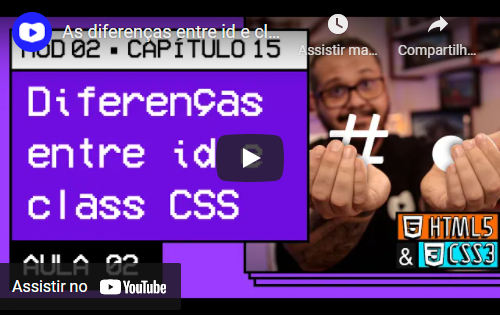 As diferenças entre id e cl...
Assistir ma...
Compartilh...
MOD 02 ▪ CAPÍTULO 15
Diferenças
entre id e
class CSS
#
.
HTML5
& CSS3
AULA 02
Assistir no YouTube